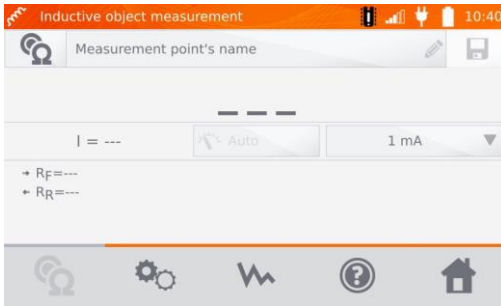 Inductive object measurement 10:40
Measurement point's name
---
I = --- Auto 1 mA
→ RF=---
← RR=---